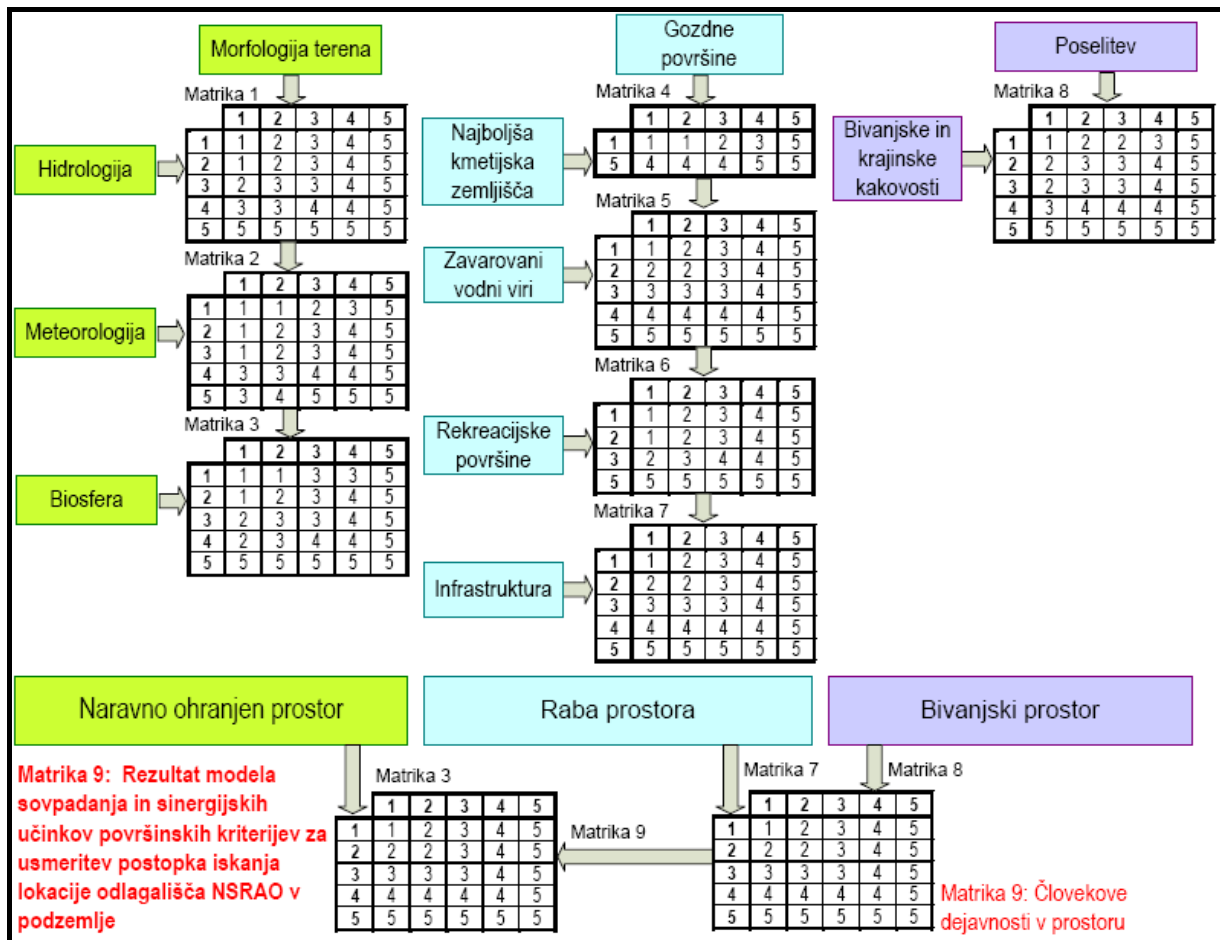 Morfologija terena
Matrika 1
1 2 3 4 5
1 1 2 3 4 5
2 1 2 3 4 5
3 2 3 3 4 5
4 3 3 4 4 5
5 5 5 5 5 5
Hidrologija
Matrika 2
1 2 3 4 5
1 1 1 2 3 5
2 1 2 3 4 5
3 1 2 3 4 5
4 3 3 4 4 5
5 3 4 5 5 5
Meteorologija
Matrika 3
1 2 3 4 5
1 1 1 3 3 5
2 1 2 3 4 5
3 2 3 3 4 5
4 2 3 4 4 5
5 5 5 5 5 5
Biosfera
Gozdne
površine
Matrika 4
1 2 3 4 5
1 1 1 2 3 5
5 4 4 4 5 5
Najboljša
kmetijska
zemljišča
Matrika 5
1 2 3 4 5
1 1 2 3 4 5
2 2 2 3 4 5
3 3 3 3 4 5
4 4 4 4 4 5
5 5 5 5 5 5
Zavarovani
vodni viri
Matrika 6
1 2 3 4 5
1 1 2 3 4 5
2 1 2 3 4 5
3 2 3 4 4 5
5 5 5 5 5 5
Rekreacijske
površine
Matrika 7
1 2 3 4 5
1 1 2 3 4 5
2 2 2 3 4 5
3 3 3 3 4 5
4 4 4 4 4 5
5 5 5 5 5 5
Infrastruktura
Poselitev
Matrika 8
1 2 3 4 5
1 1 2 2 3 5
2 2 3 3 4 5
3 2 3 3 4 5
4 3 4 4 4 5
5 5 5 5 5 5
Bivanjske in
krajinske
kakovosti
Naravno ohranjen prostor
Raba prostora
Bivanjski prostor
Matrika 9: Rezultat modela
sovpadanja in sinergijskih
učinkov površinskih kriterijev za
usmeritev postopka iskanja
lokacije odlagališča NSRAO v
podzemlje
Matrika 3
1 2 3 4 5
1 1 2 3 4 5
2 2 2 3 4 5
3 3 3 3 4 5
4 4 4 4 4 5
5 5 5 5 5 5
Matrika 9
Matrika 7
Matrika 8
1 2 3 4 5
1 1 2 3 4 5
2 2 2 3 4 5
3 3 3 3 4 5
4 4 4 4 4 5
5 5 5 5 5 5
Matrika 9: Človekove
dejavnosti v prostoru